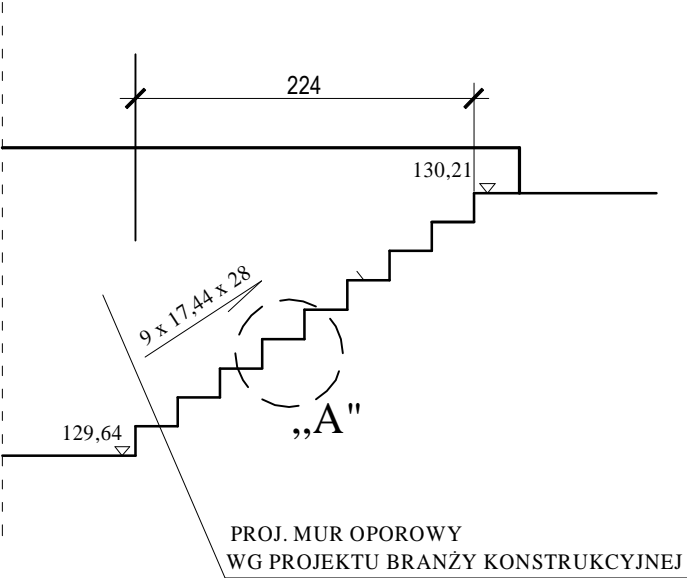 224
130,21
9 x 17,44 x 28
„A"
129,64
PROJ. MUR OPOROWY
WG PROJEKTU BRANŻY KONSTRUKCYJNEJ